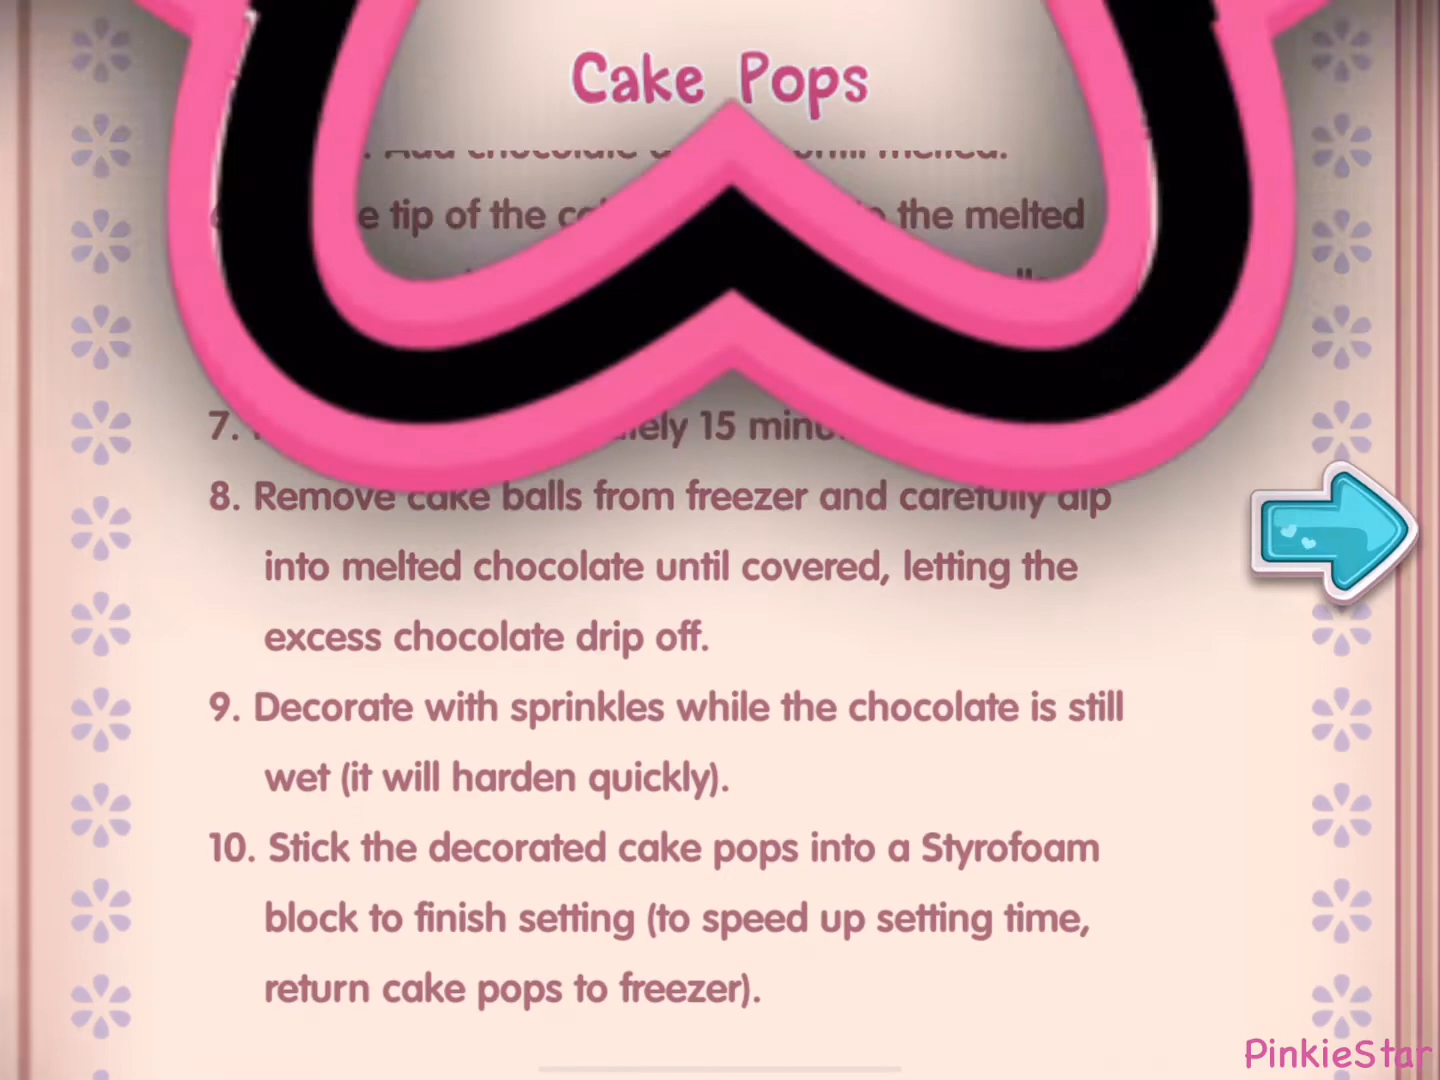 Cake Pops
chocolate melted.
tip of the the melted
7. 15
8. Remove cake balls from freezer and carefully dip
into melted chocolate until covered, letting the
excess chocolate drip off.
9. Decorate with sprinkles while the chocolate is still
wet (it will harden quickly).
10. Stick the decorated cake pops into a Styrofoam
block to finish setting (to speed up setting time,
return cake pops to freezer).
PinkieStar